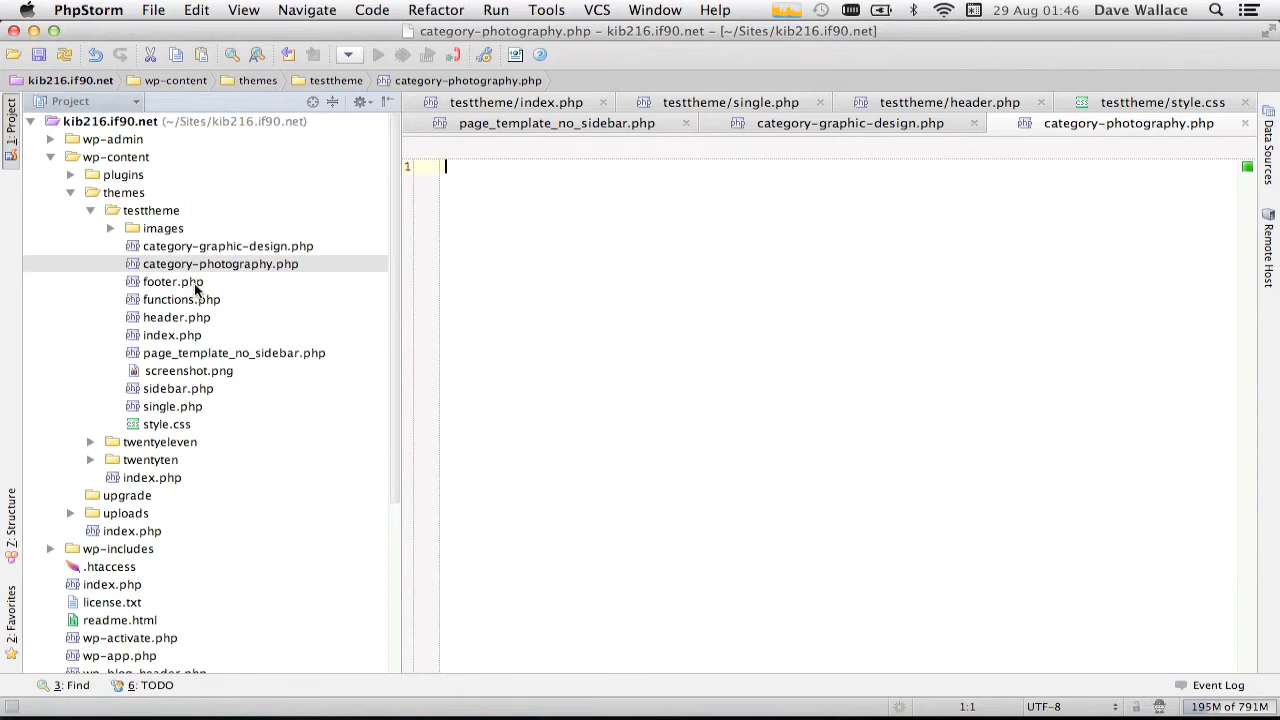 PhpStorm File Edit View Navigate Code Refactor Run Tools VCS Window Help 29 Aug 01:46 Dave Wallace
category-photography.php – kib216.if90.net – [~/Sites/kib216.if90.net]
kib216.if90.net wp-content themes testtheme category-photography.php
Project
testtheme/index.php testtheme/single.php testtheme/header.php testtheme/style.css
page_template_no_sidebar.php category-graphic-design.php category-photography.php
1: Project
Z: Structure
2: Favorites
kib216.if90.net (~/Sites/kib216.if90.net)
wp-admin
wp-content
plugins
themes
testtheme
images
category-graphic-design.php
category-photography.php
footer.php
functions.php
header.php
index.php
page_template_no_sidebar.php
screenshot.png
sidebar.php
single.php
style.css
twentyeleven
twentyten
index.php
upgrade
uploads
index.php
wp-includes
.htaccess
index.php
license.txt
readme.html
wp-activate.php
wp-app.php
wp-blog-header.php
1
Data Sources
Remote Host
3: Find 6: TODO Event Log
1:1 UTF-8 195M of 791M